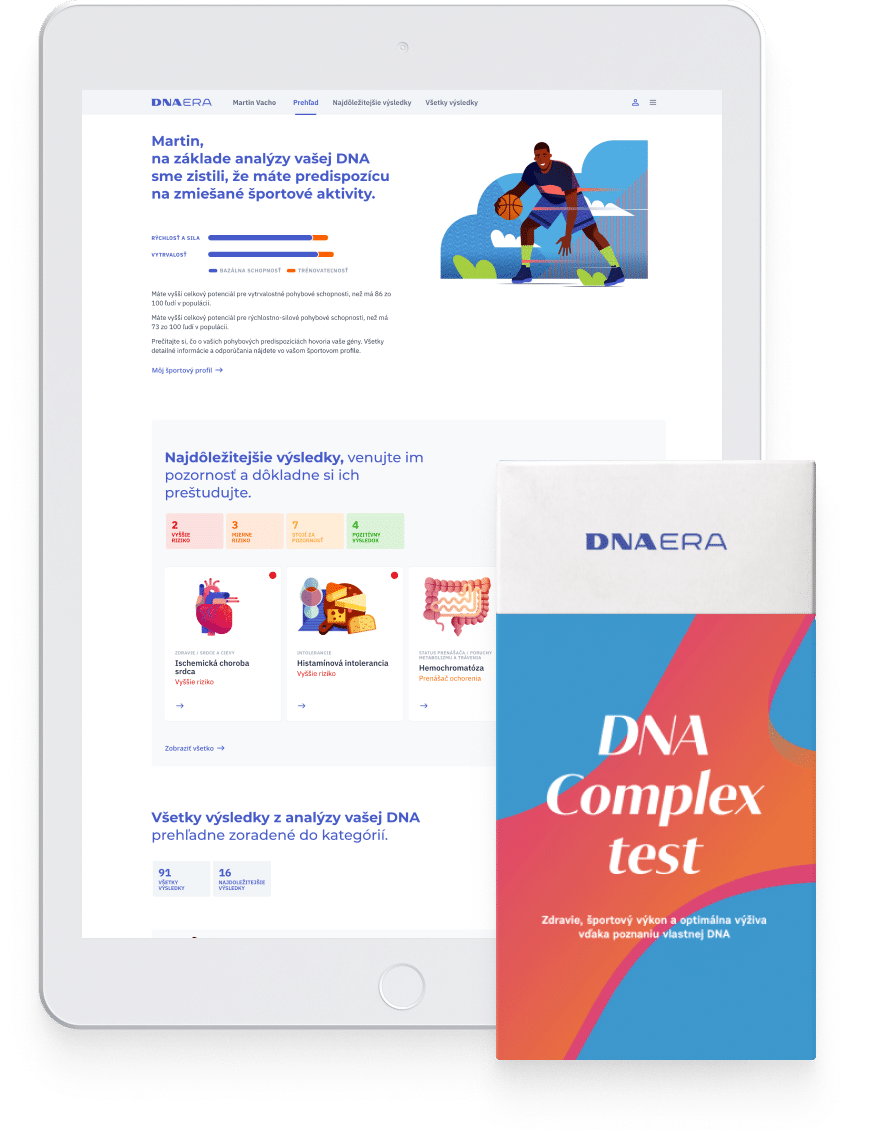 DNAERA
Martin Vacho
Prehľad
Najdôležitejšie výsledky
Všetky výsledky
Martin,
na základe analýzy vašej DNA
sme zistili, že máte predispozícu
na zmiešané športové aktivity.
RÝCHLOSŤ A SILA
VYTRVALOSŤ
BAZÁLNA SCHOPNOSŤ
TRÉNOVATEĽNOSŤ
Máte vyšší celkový potenciál pre vytrvalostné pohybové schopnosti, než má 86 zo
100 ľudí v populácii.
Máte vyšší celkový potenciál pre rýchlostno-silové pohybové schopnosti, než má
73 zo 100 ľudí v populácii.
Prečítajte si, čo o vašich pohybových predispozíciách hovoria vaše gény. Všetky
detailné informácie a odporúčania nájdete vo vašom športovom profile.
Môj športový profil →
Najdôležitejšie výsledky, venujte im
pozornosť a dôkladne si ich
preštudujte.
2
VYŠŠIE
RIZIKO
3
MIERNE
RIZIKO
7
STOJÍ ZA
POZORNOSŤ
4
POZITÍVNY
VÝSLEDOK
ZDRAVIE / SRDCE A CIEVY
Ischemická choroba
srdca
Vyššie riziko
→
INTOLERANCIE
Histamínová intolerancia
Vyššie riziko
→
STATUS PRENÁŠAČA / PORUCHY
METABOLIZMU A TRÁVENIA
Hemochromatóza
Prenášač ochorenia
→
Zobraziť všetko →
Všetky výsledky z analýzy vašej DNA
prehľadne zoradené do kategórií.
91
VŠETKY
VÝSLEDKY
16
NAJDOLEŽITEJŠIE
VÝSLEDKY
DNAERA
DNA
Complex
test
Zdravie, športový výkon a optimálna výživa
vďaka poznaniu vlastnej DNA